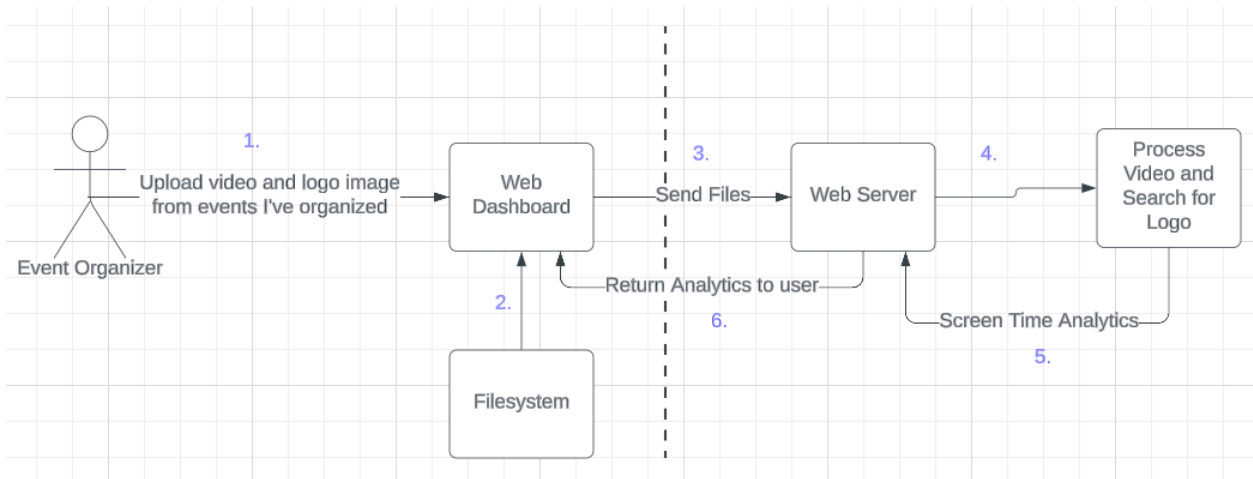 1.
Upload video and logo image
from events I've organized
Event Organizer
Web
Dashboard
2.
Filesystem
3.
Send Files
Web Server
4.
Process
Video and
Search for
Logo
Screen Time Analytics
5.
Return Analytics to user
6.